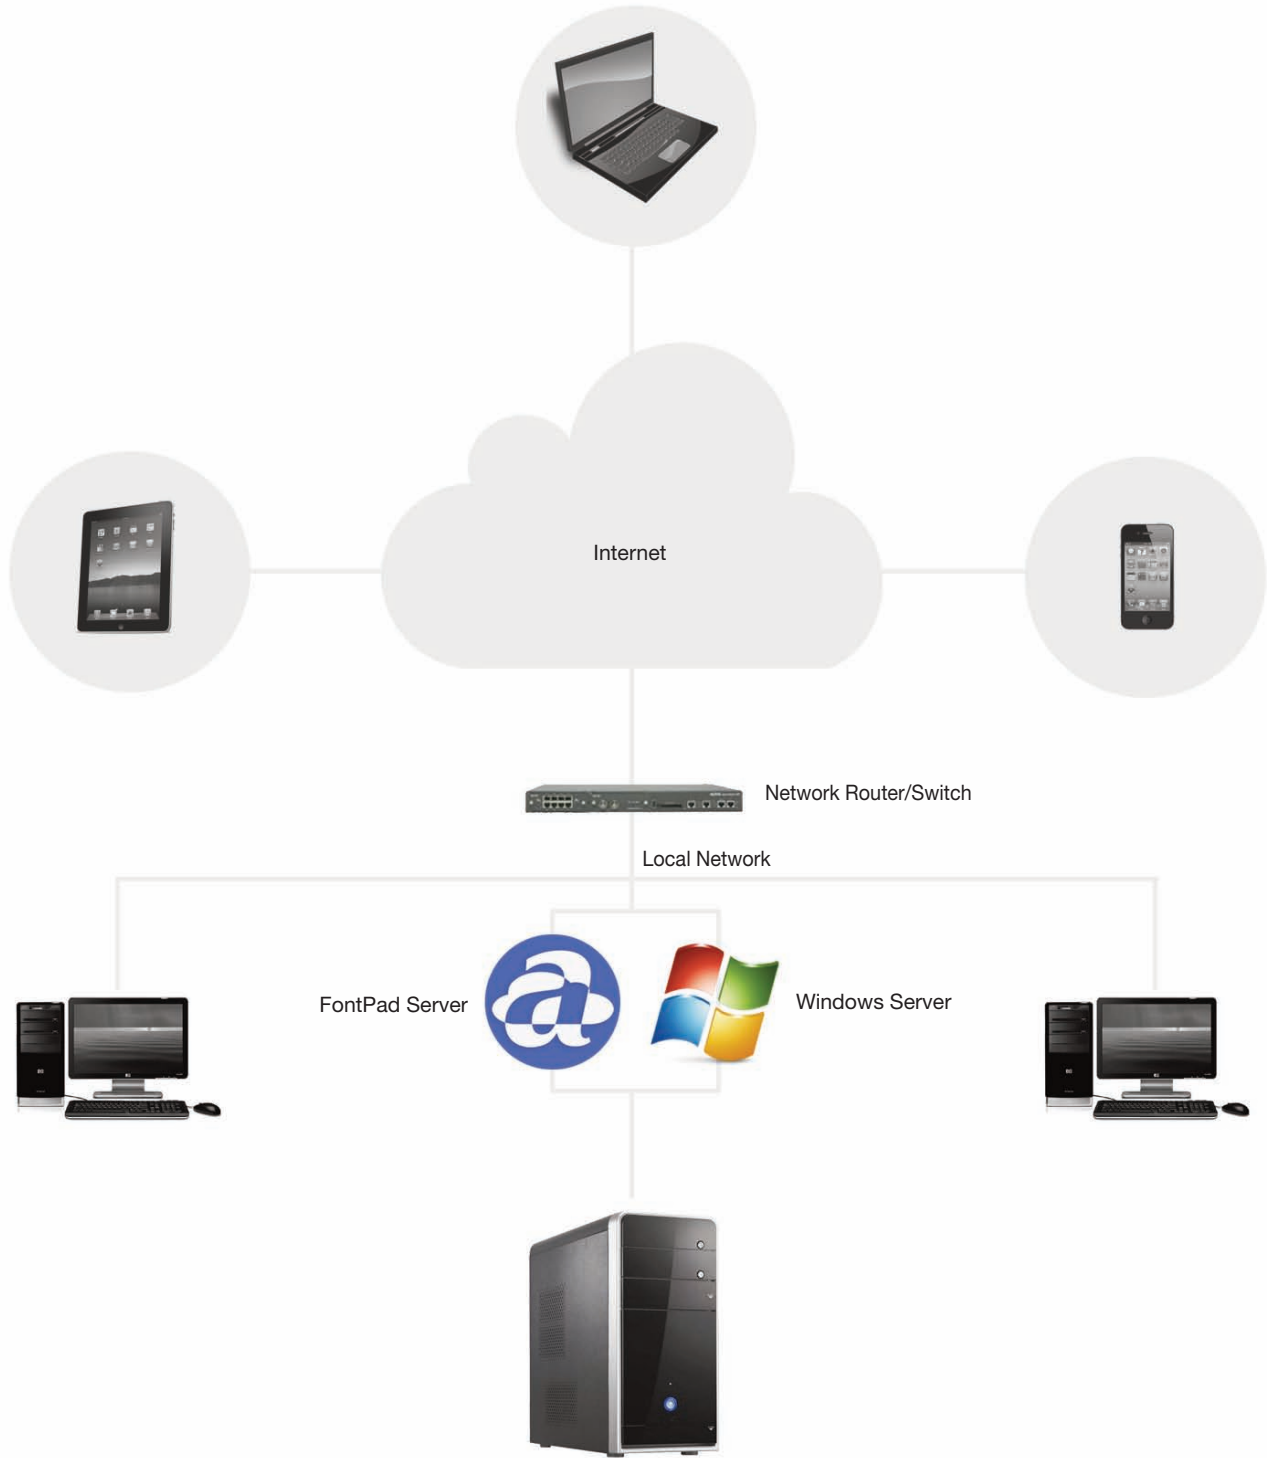 Internet
Network Router/Switch
Local Network
FontPad Server
Windows Server